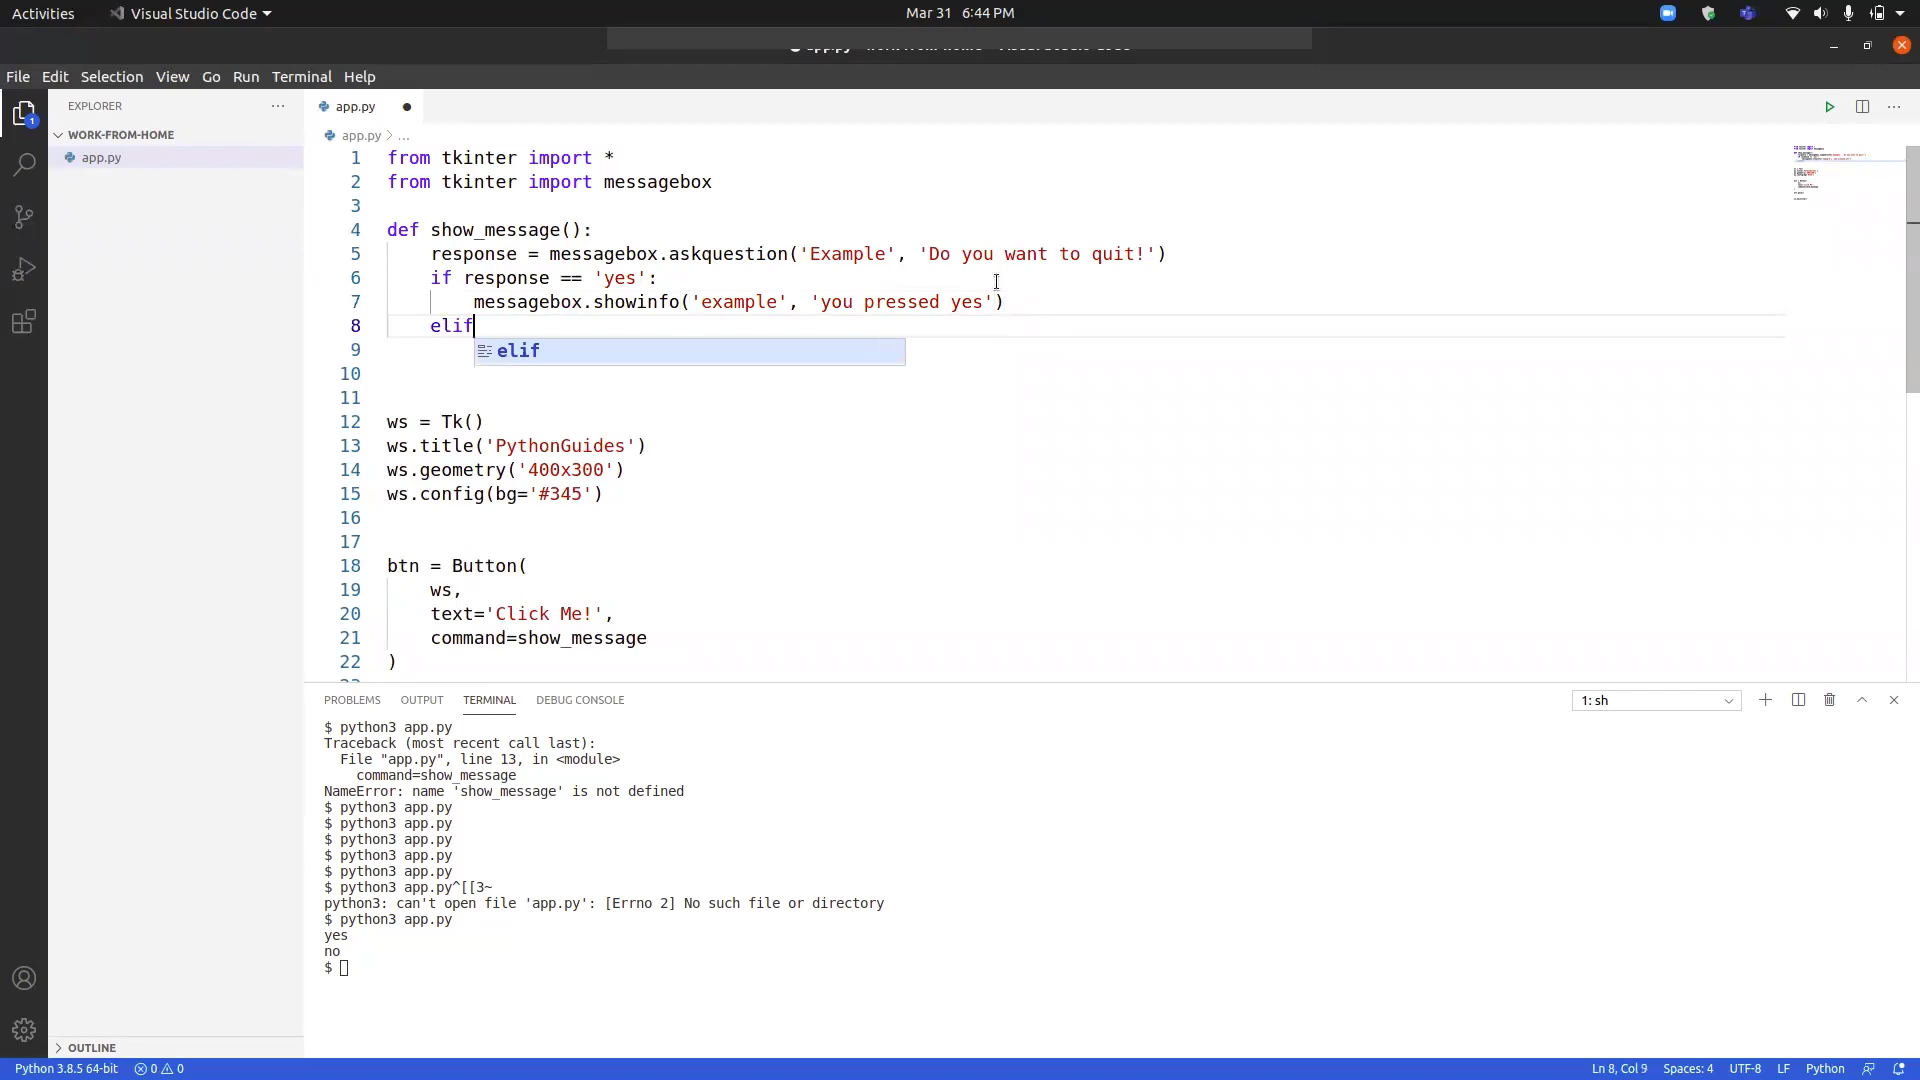 Activities Visual Studio Code Mar 31 6:44 PM
File Edit Selection View Go Run Terminal Help
EXPLORER
WORK-FROM-HOME
app.py
1
app.py
app.py > ...
1 from tkinter import *
2 from tkinter import messagebox
3
4 def show_message():
5 response = messagebox.askquestion('Example', 'Do you want to quit!')
6 if response == 'yes':
7 messagebox.showinfo('example', 'you pressed yes')
8 elif
elif
9
10
11
12 ws = Tk()
13 ws.title('PythonGuides')
14 ws.geometry('400x300')
15 ws.config(bg='#345')
16
17
18 btn = Button(
19 ws,
20 text='Click Me!',
21 command=show_message
22 )
PROBLEMS OUTPUT TERMINAL DEBUG CONSOLE 1: sh
$ python3 app.py
Traceback (most recent call last):
File "app.py", line 13, in <module>
command=show_message
NameError: name 'show_message' is not defined
$ python3 app.py
$ python3 app.py
$ python3 app.py
$ python3 app.py
$ python3 app.py
$ python3 app.py^[[3~
python3: can't open file 'app.py': [Errno 2] No such file or directory
$ python3 app.py
yes
no
$
OUTLINE
Python 3.8.5 64-bit 0 0 Ln 8, Col 9 Spaces: 4 UTF-8 LF Python